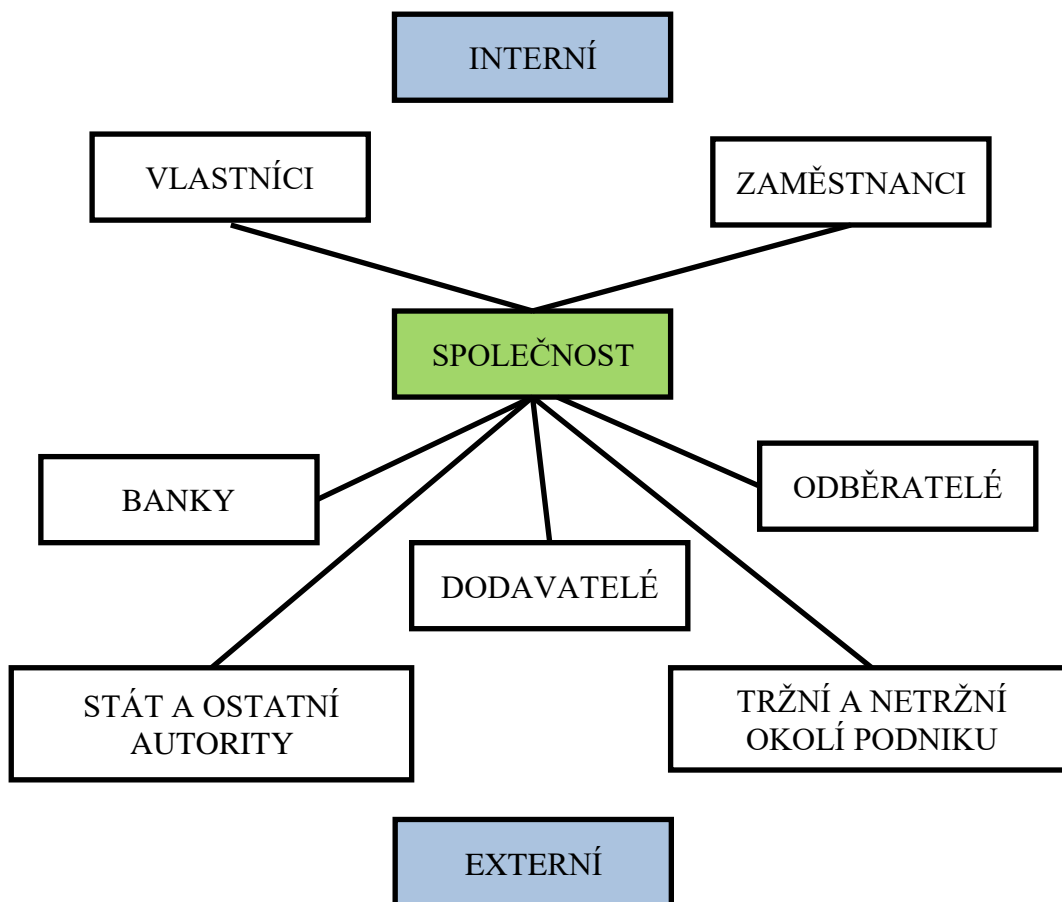 INTERNÍ
VLASTNÍCI
ZAMĚSTNANCI
SPOLEČNOST
BANKY
ODBĚRATELÉ
DODAVATELÉ
STÁT A OSTATNÍ
AUTORITY
TRŽNÍ A NETRŽNÍ
OKOLÍ PODNIKU
EXTERNÍ